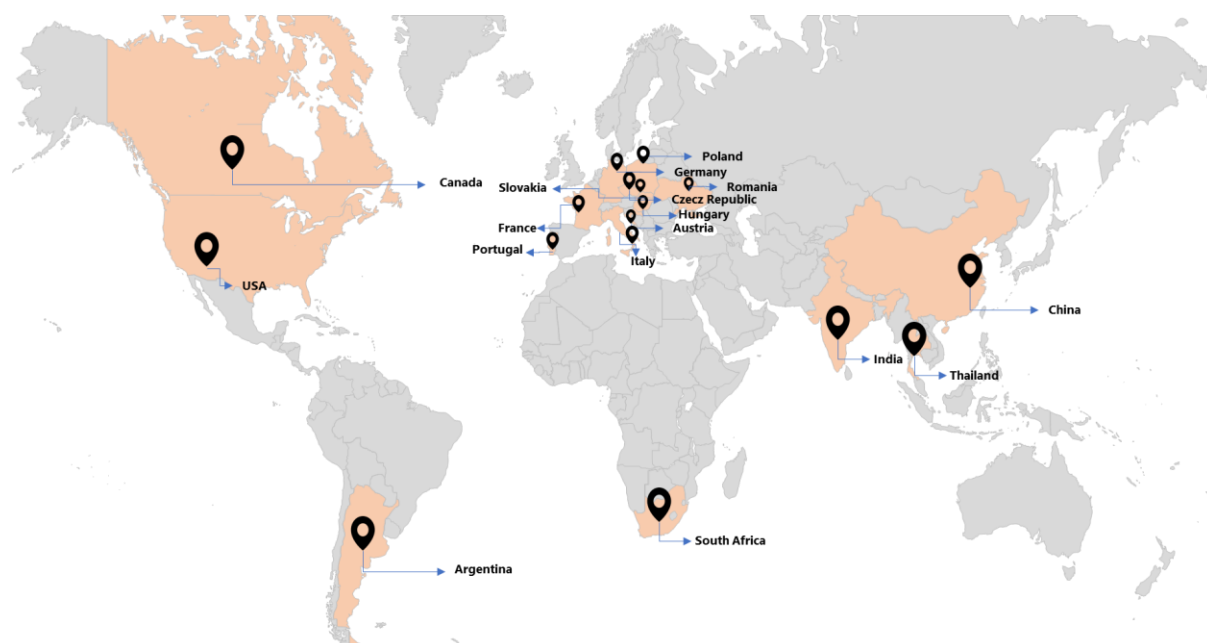 Poland
Germany
Canada
Slovakia
Romania
Czecz Republic
Hungary
France
Austria
Portugal
Italy
USA
China
India
Thailand
South Africa
Argentina